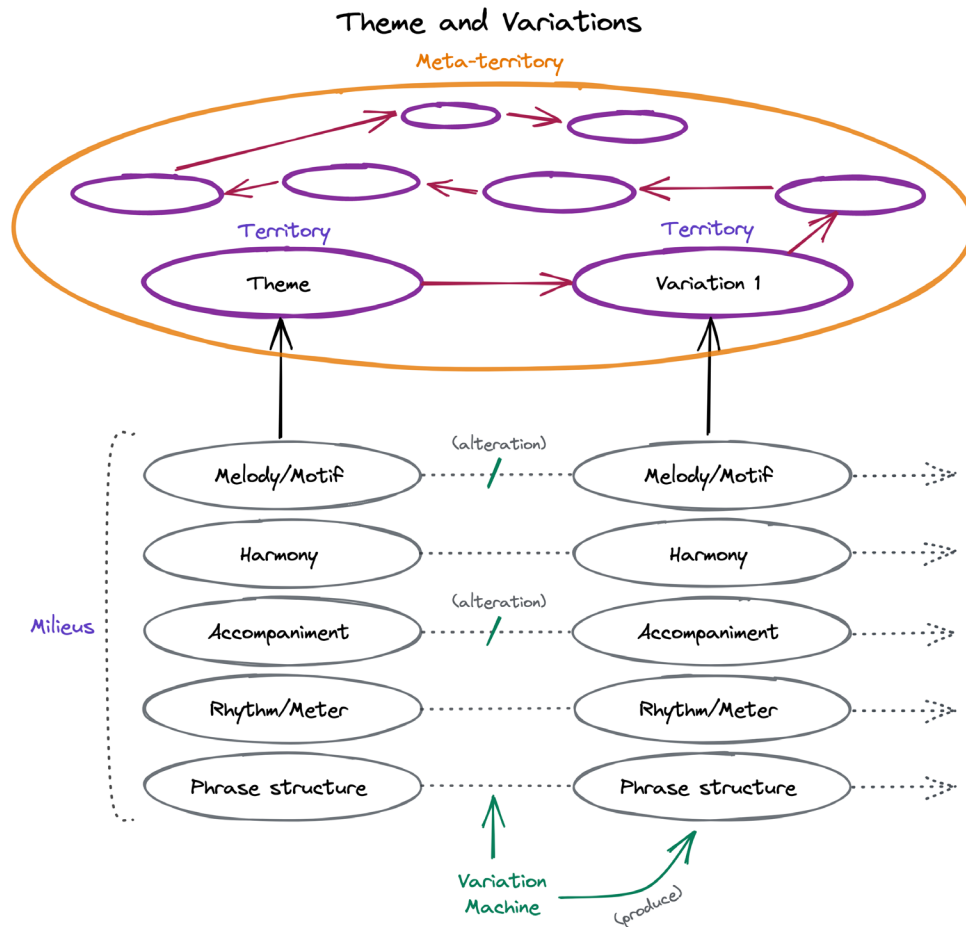 Theme and Variations
Meta-territory
Territory
Territory
Theme
Variation 1
(alteration)
Melody/Motif
Melody/Motif
Harmony
Harmony
(alteration)
Milieus
Accompaniment
Accompaniment
Rhythm/Meter
Rhythm/Meter
Phrase structure
Phrase structure
Variation
Machine
(produce)